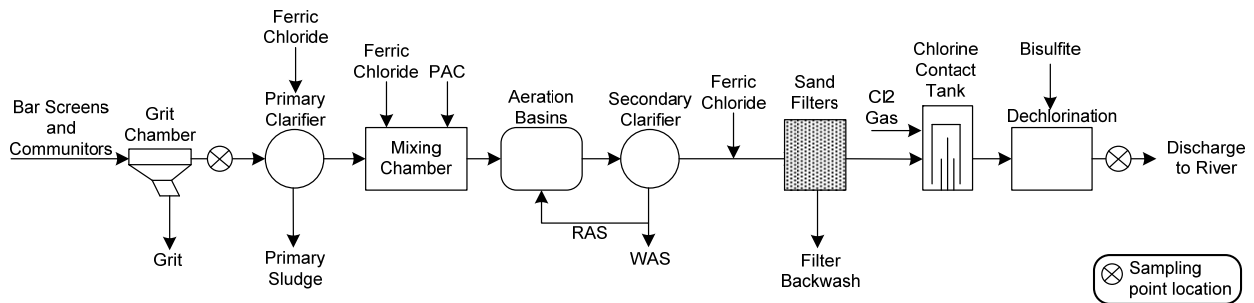 Bar Screens
and
Communitors
Grit
Chamber
Grit
Ferric
Chloride
Primary
Clarifier
Primary
Sludge
Ferric
Chloride
PAC
Mixing
Chamber
Aeration
Basins
RAS
Secondary
Clarifier
WAS
Ferric
Chloride
Sand
Filters
Filter
Backwash
Cl2
Gas
Chlorine
Contact
Tank
Bisulfite
Dechlorination
Discharge
to River
Sampling
point location